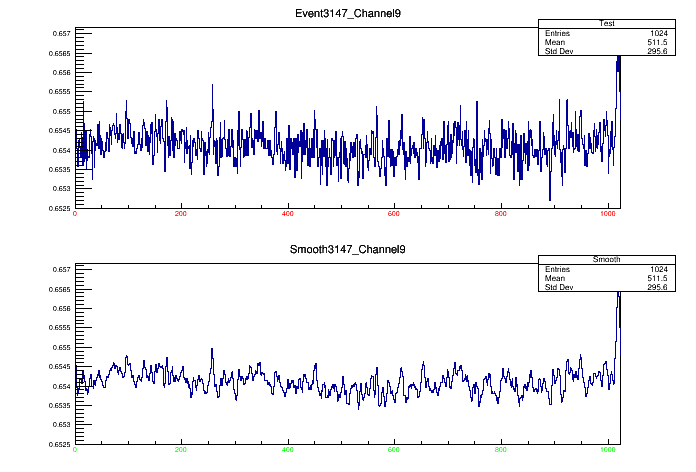 Event3147_Channel9
Test
Entries 1024
Mean 511.5
Std Dev 295.6
0.657
0.6565
0.656
0.6555
0.655
0.6545
0.654
0.6535
0.653
0.6525
0 200 400 600 800 1000
Smooth3147_Channel9
Smooth
Entries 1024
Mean 511.5
Std Dev 295.6
0.657
0.6565
0.656
0.6555
0.655
0.6545
0.654
0.6535
0.653
0.6525
0 200 400 600 800 1000